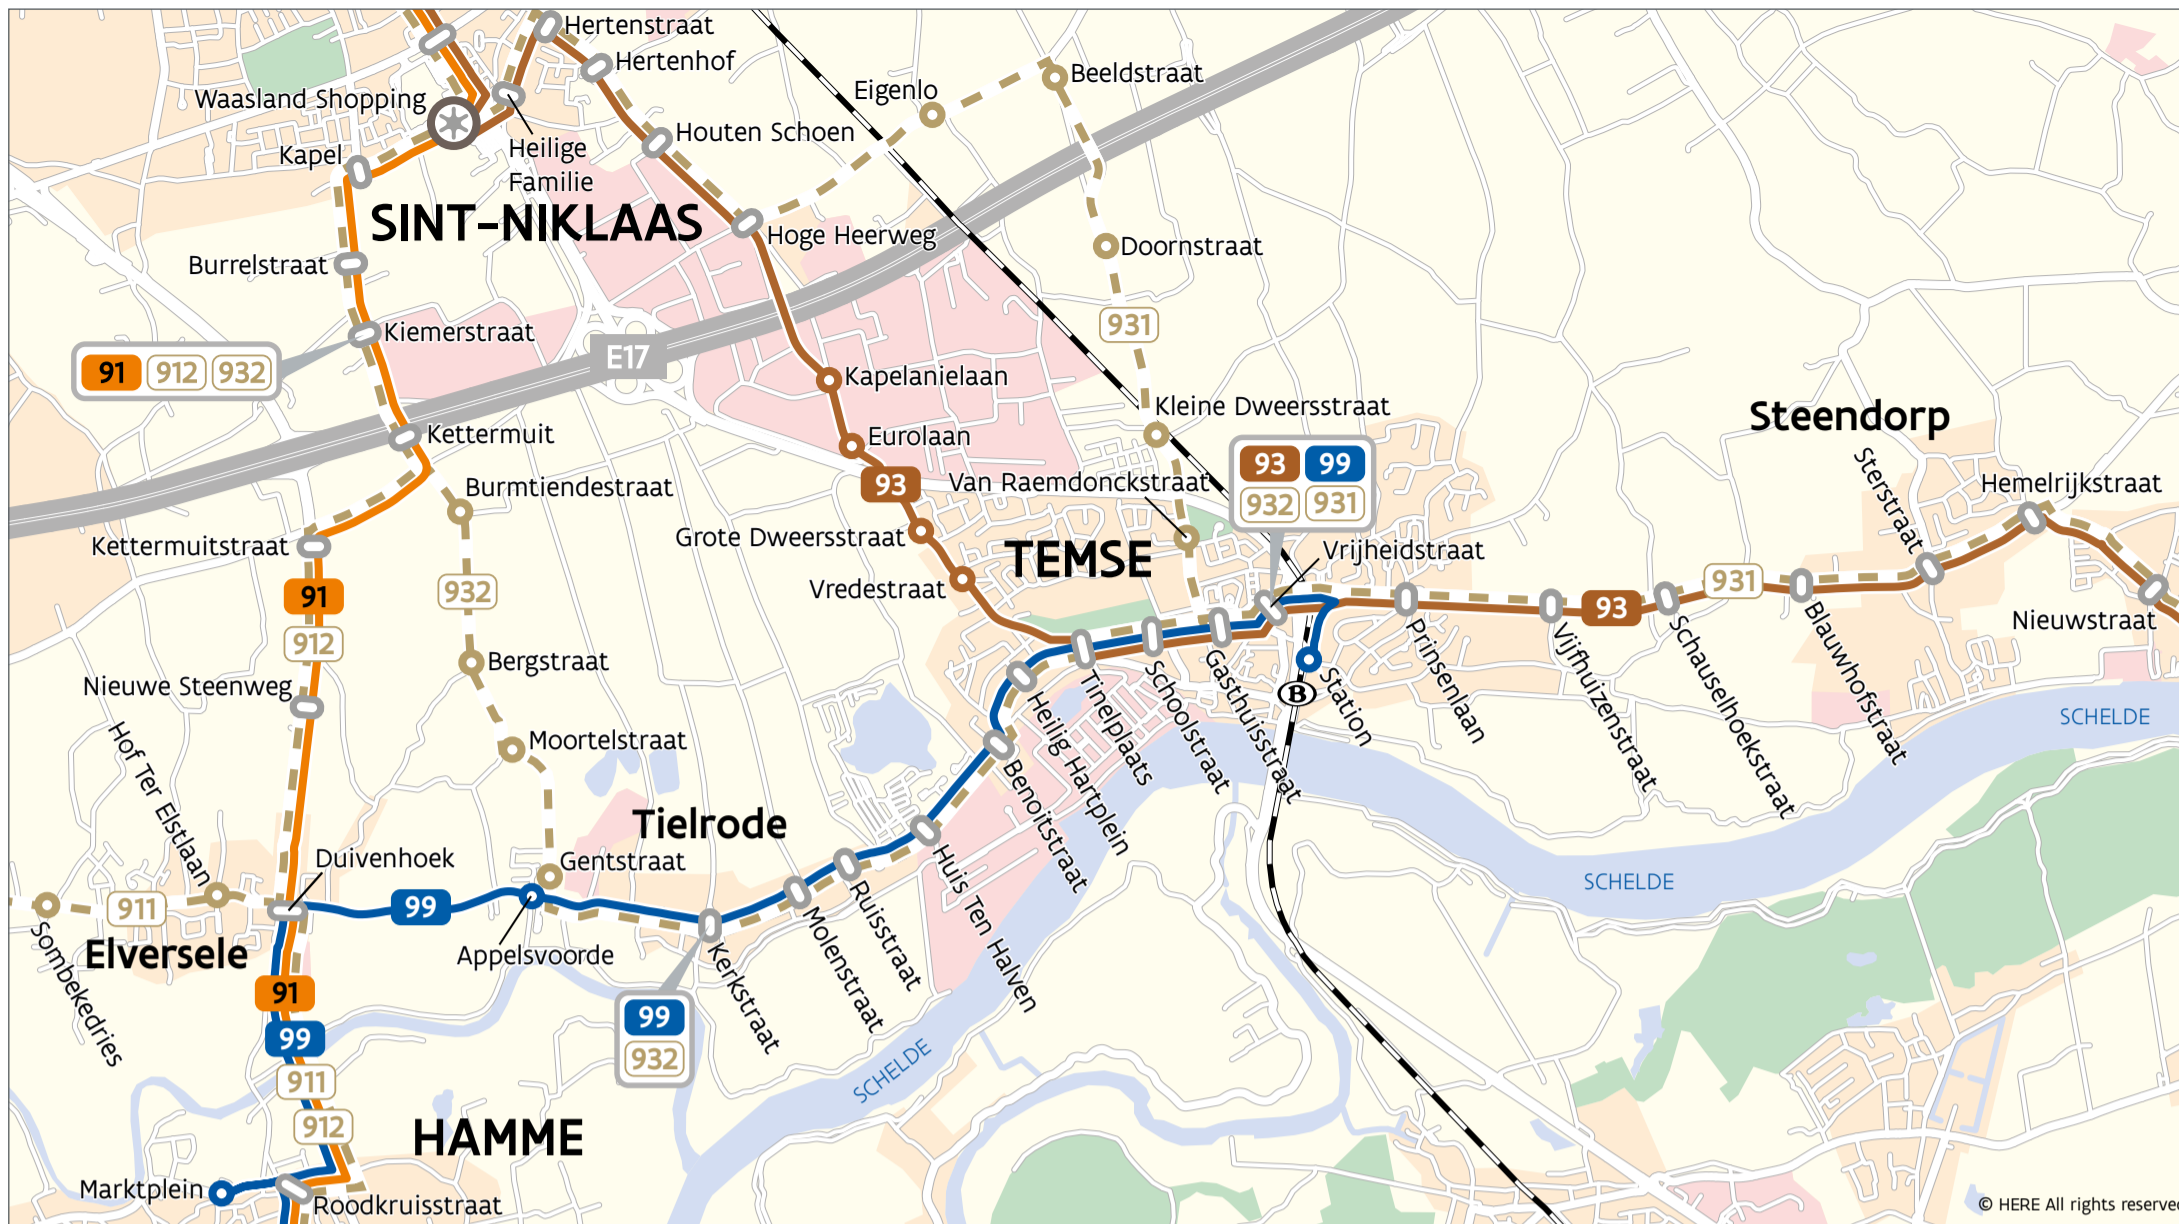 Hertenstraat
Hertenhof
Beeldstraat
Eigenlo
Waasland Shopping
Houten Schoen
Kapel
Heilige
Familie
SINT-NIKLAAS
Hoge Heerweg
Doornstraat
Burrelstraat
931
Kiemerstraat
E17
91 912 932
Kapelanielaan
Kleine Dweersstraat
Steendorp
Kettermuit
Eurolaan
Sterstraat
93 99
932 931
Hemelrijkstraat
Burmtiendestraat
93
Van Raemdonckstraat
Grote Dweersstraat
Kettermuitstraat
TEMSE
Vrijheidstraat
932
Vredestraat
91
931
93
912
Nieuwstraat
Bergstraat
Prinsenlaan
Vijfhuizenstraat
Schauselhoekstraat
Blauwhofstraat
Nieuwe Steenweg
B
Station
Gasthuisstraat
Schoolstraat
Tinelplaats
Heilig Hartplein
Benoitstraat
SCHELDE
Hof Ter Elstlaan
Moortelstraat
Tielrode
Duivenhoek
Gentstraat
Huis Ten Halven
Ruisstraat
Molenstraat
Kerkstraat
SCHELDE
911
99
Sombekedries
Elversele
Appelsvoorde
91
99
932
99
SCHELDE
911
912
HAMME
Marktplein
Roodkruisstraat
© HERE All rights reserve